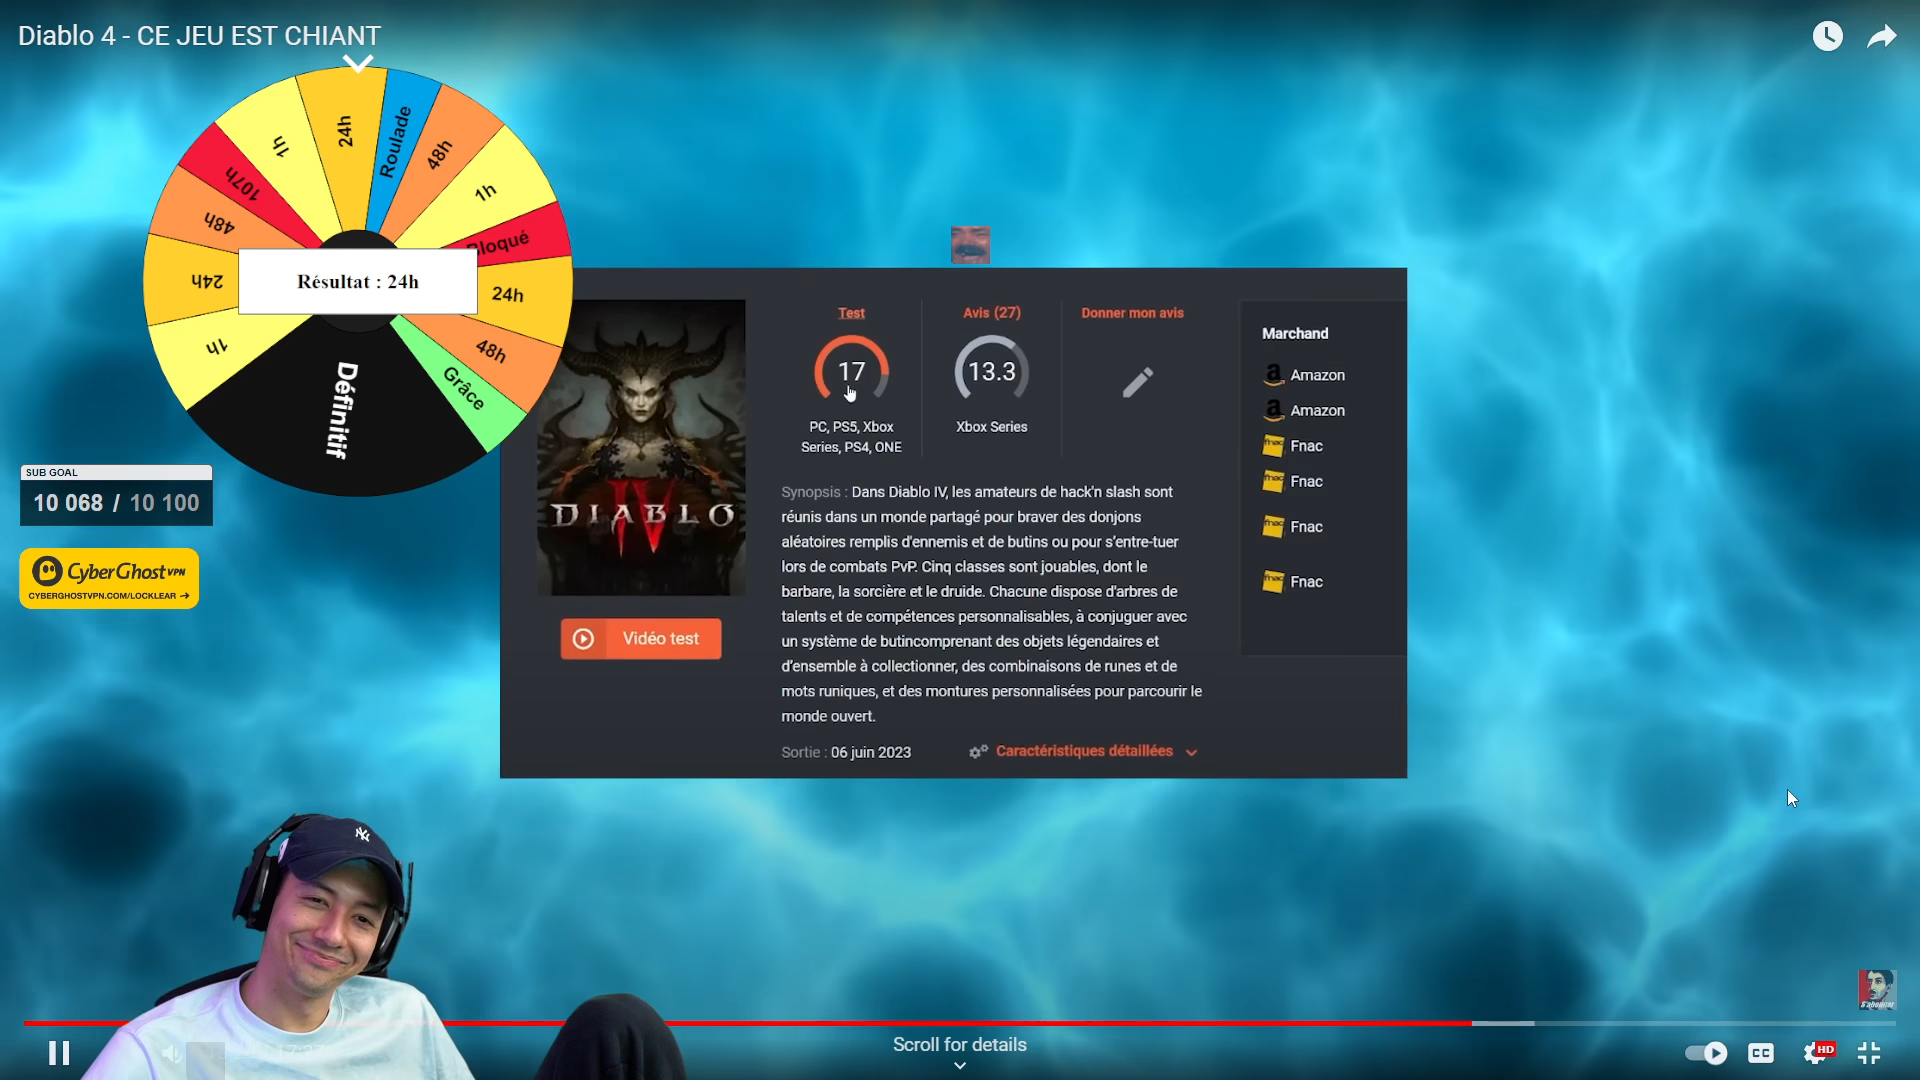 Diablo 4 - CE JEU EST CHIANT
24h
Roulade
48h
1h
Bloqué
24h
48h
Grâce
Définitif
1h
24h
48h
107h
1h
Résultat : 24h
SUB GOAL
10 068 / 10 100
CyberGhost VPN
CYBERGHOSTVPN.COM/LOCKLEAR →
DIABLO
IV
Vidéo test
Test
17
PC, PS5, Xbox
Series, PS4, ONE
Avis (27)
13.3
Xbox Series
Donner mon avis
Synopsis : Dans Diablo IV, les amateurs de hack'n slash sont
réunis dans un monde partagé pour braver des donjons
aléatoires remplis d'ennemis et de butins ou pour s'entre-tuer
lors de combats PvP. Cinq classes sont jouables, dont le
barbare, la sorcière et le druide. Chacune dispose d'arbres de
talents et de compétences personnalisables, à conjuguer avec
un système de butincomprenant des objets légendaires et
d'ensemble à collectionner, des combinaisons de runes et de
mots runiques, et des montures personnalisées pour parcourir le
monde ouvert.
Sortie : 06 juin 2023
Caractéristiques détaillées
Marchand
Amazon
Amazon
Fnac
Fnac
Fnac
Fnac
S'abonner
Scroll for details
CC
HD